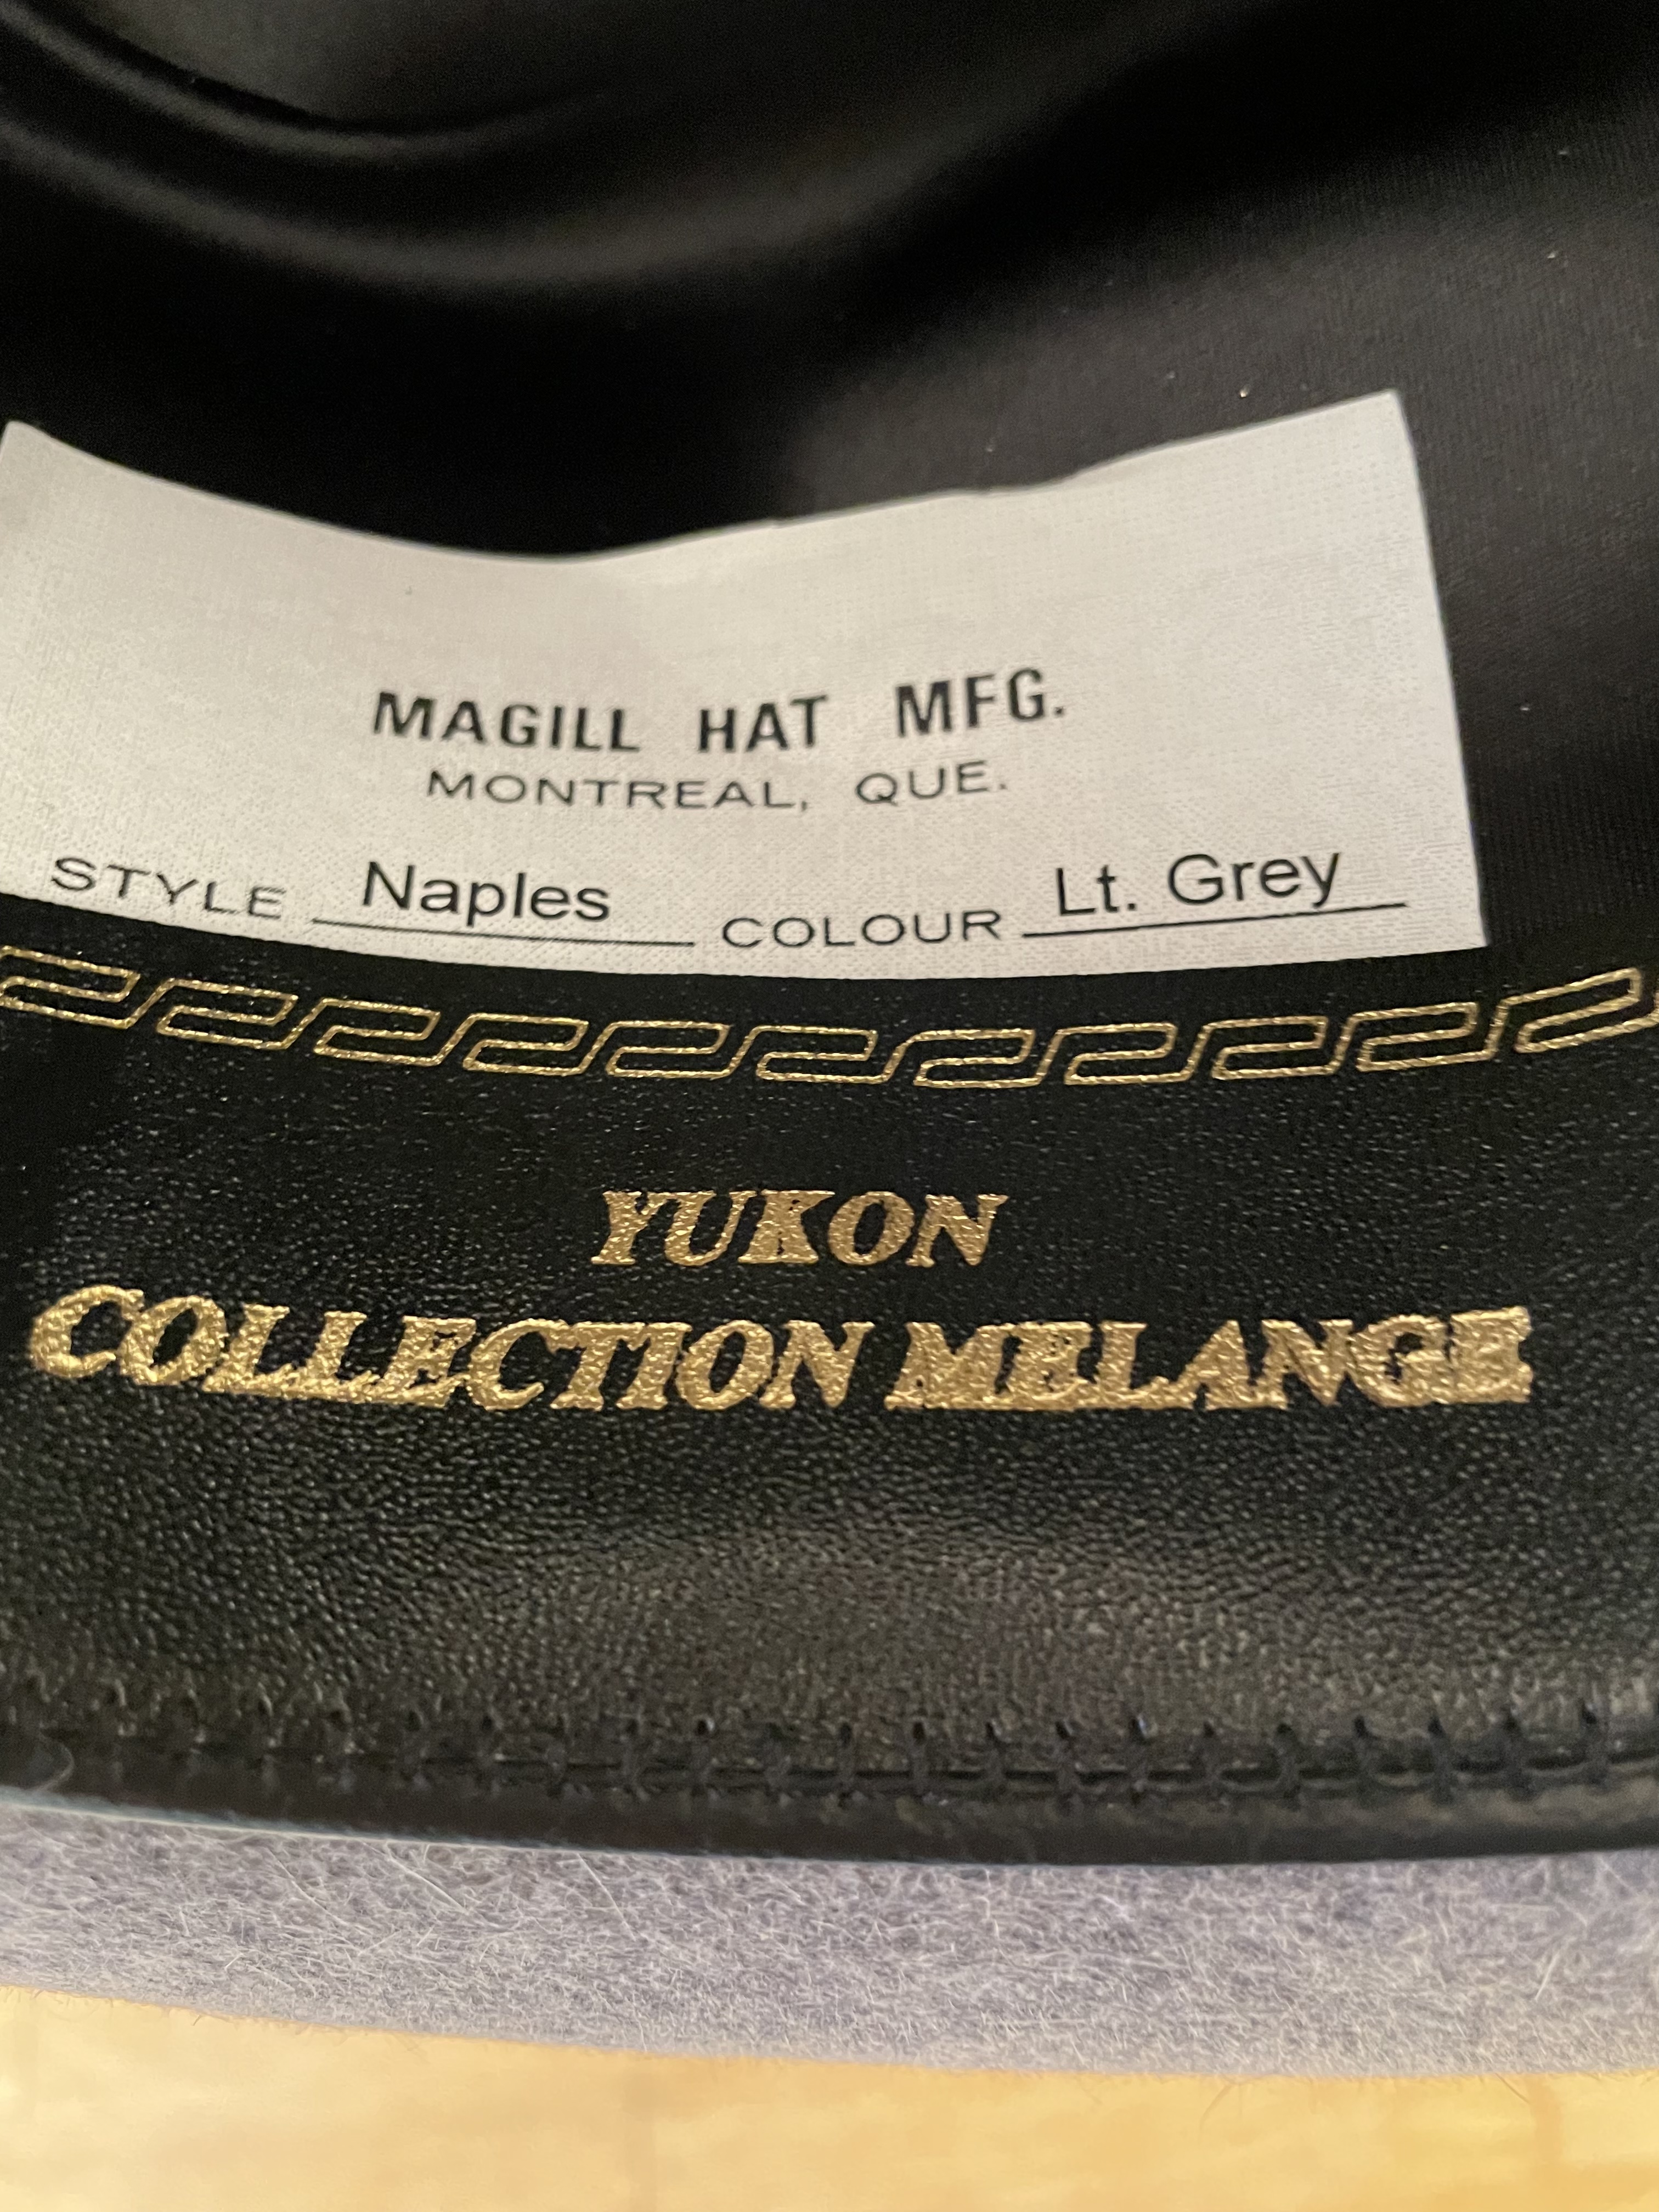 MAGILL HAT MFG.
MONTREAL, QUE.
STYLE Naples COLOUR Lt. Grey
YUKON
COLLECTION MELANGE